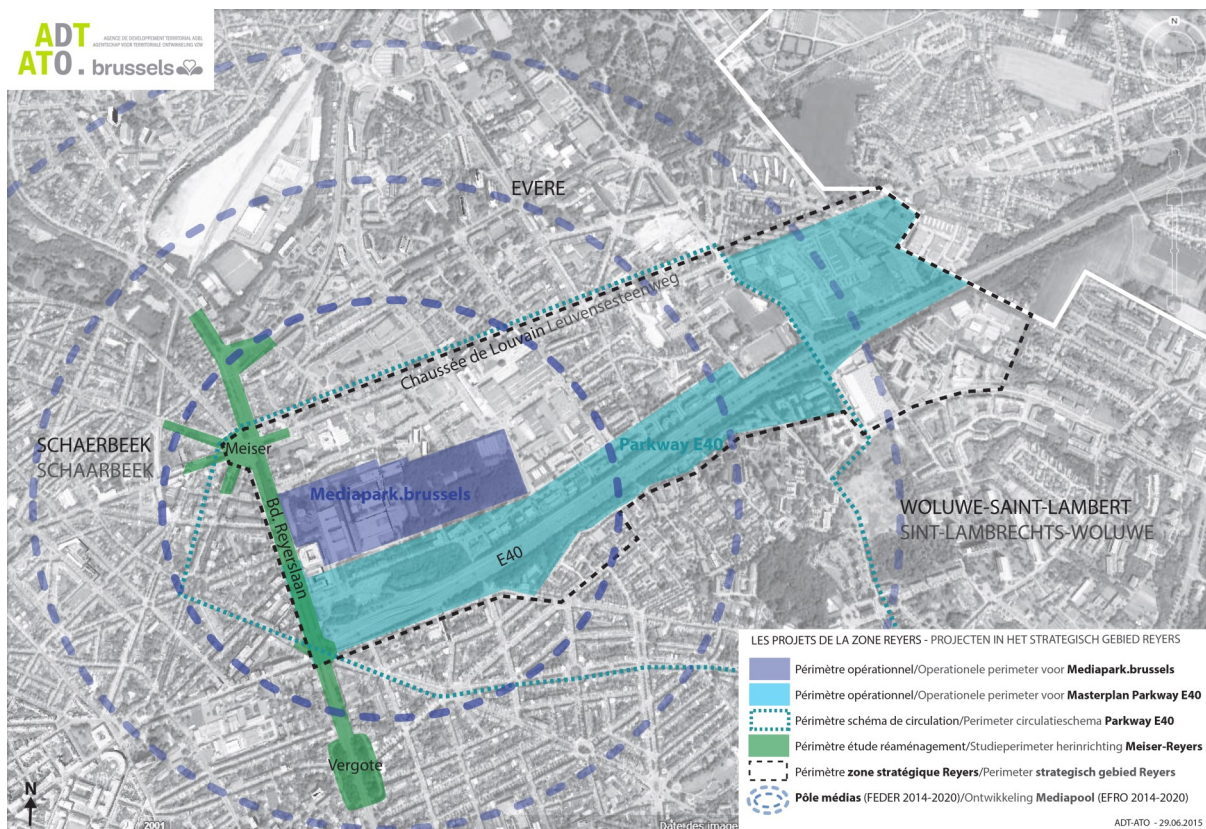 ADT
ATO. brussels
AGENCE DE DEVELOPPEMENT TERRITORIAL ASBL
AGENTSCHAP VOOR TERRITORIALE ONTWIKKELING VZW
N
EVERE
Chaussée de Louvain Leuvensesteenweg
SCHAERBEEK
SCHAARBEEK
Meiser
Parkway E40
Mediapark.brussels
Bd. Reyerslaan
E40
WOLUWE-SAINT-LAMBERT
SINT-LAMBRECHTS-WOLUWE
Vergote
N
2001
Date des image
LES PROJETS DE LA ZONE REYERS - PROJECTEN IN HET STRATEGISCH GEBIED REYERS
Périmètre opérationnel/Operationele perimeter voor Mediapark.brussels
Périmètre opérationnel/Operationele perimeter voor Masterplan Parkway E40
Périmètre schéma de circulation/Perimeter circulatieschema Parkway E40
Périmètre étude réaménagement/Studieperimeter herinrichting Meiser-Reyers
Périmètre zone stratégique Reyers/Perimeter strategisch gebied Reyers
Pôle médias (FEDER 2014-2020)/Ontwikkeling Mediapool (EFRO 2014-2020)
ADT-ATO - 29.06.2015